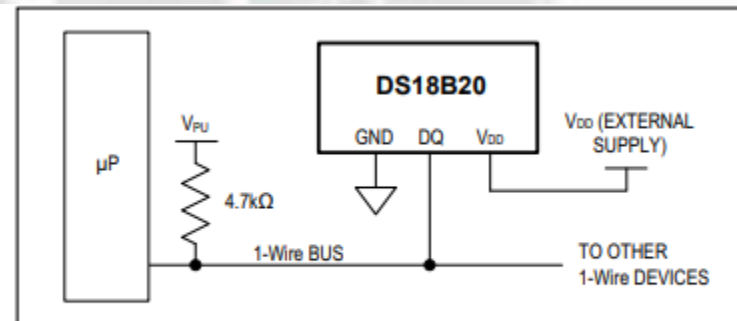 DS18B20
GND DQ VDD
VPU
VDD (EXTERNAL
SUPPLY)
µP
4.7kΩ
1-Wire BUS
TO OTHER
1-Wire DEVICES